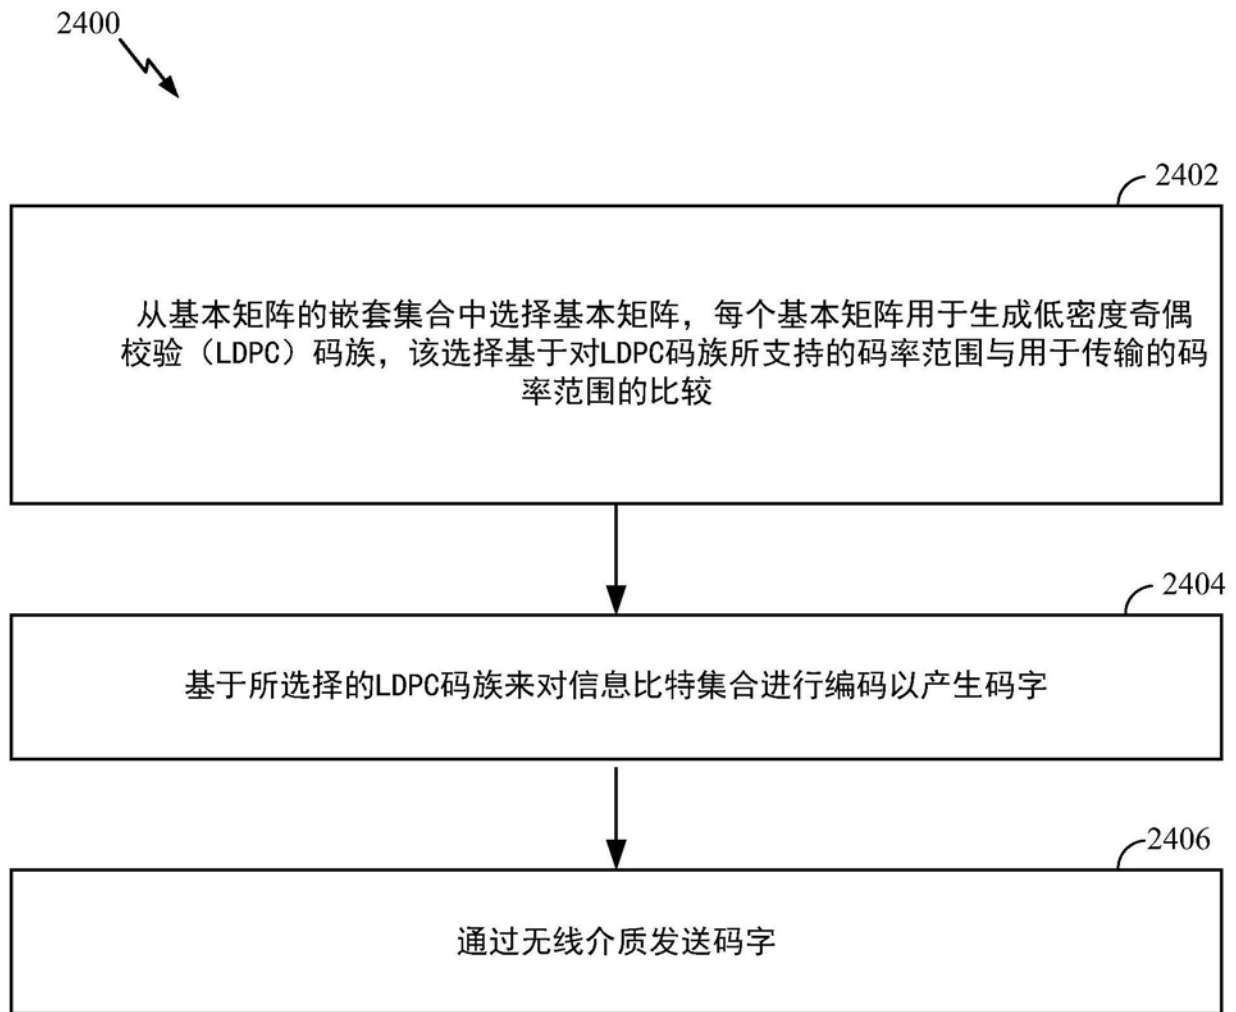 2400
2402
从基本矩阵的嵌套集合中选择基本矩阵，每个基本矩阵用于生成低密度奇偶
校验（LDPC）码族，该选择基于对LDPC码族所支持的码率范围与用于传输的码
率范围的比较
2404
基于所选择的LDPC码族来对信息比特集合进行编码以产生码字
2406
通过无线介质发送码字